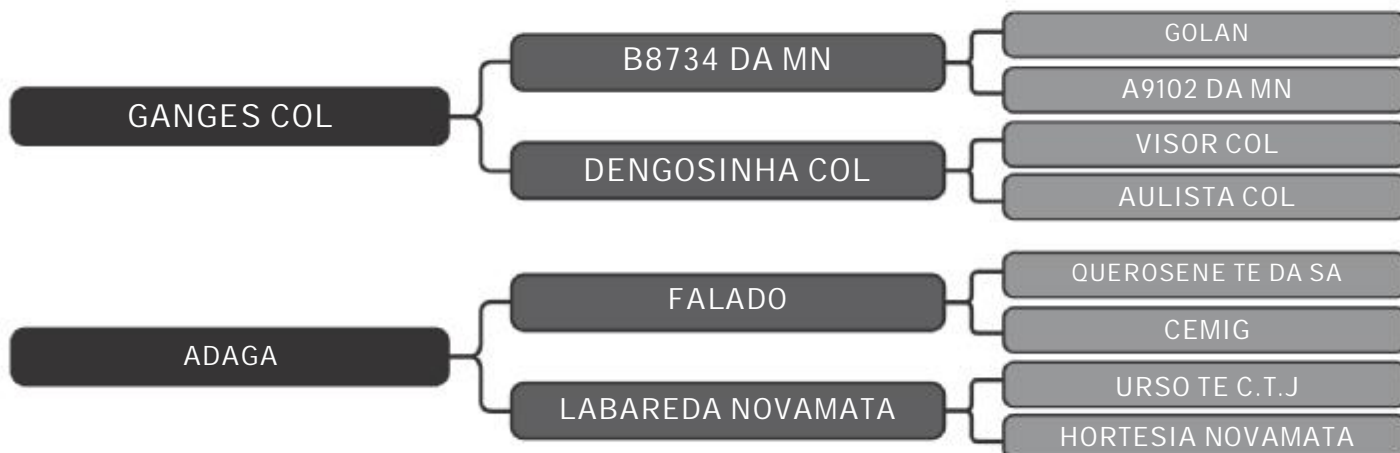 GANGES COL
B8734 DA MN
DENGOSINHA COL
GOLAN
A9102 DA MN
VISOR COL
AULISTA COL
ADAGA
FALADO
LABAREDA NOVAMATA
QUEROSENE TE DA SA
CEMIG
URSO TE C.T.J
HORTESIA NOVAMATA